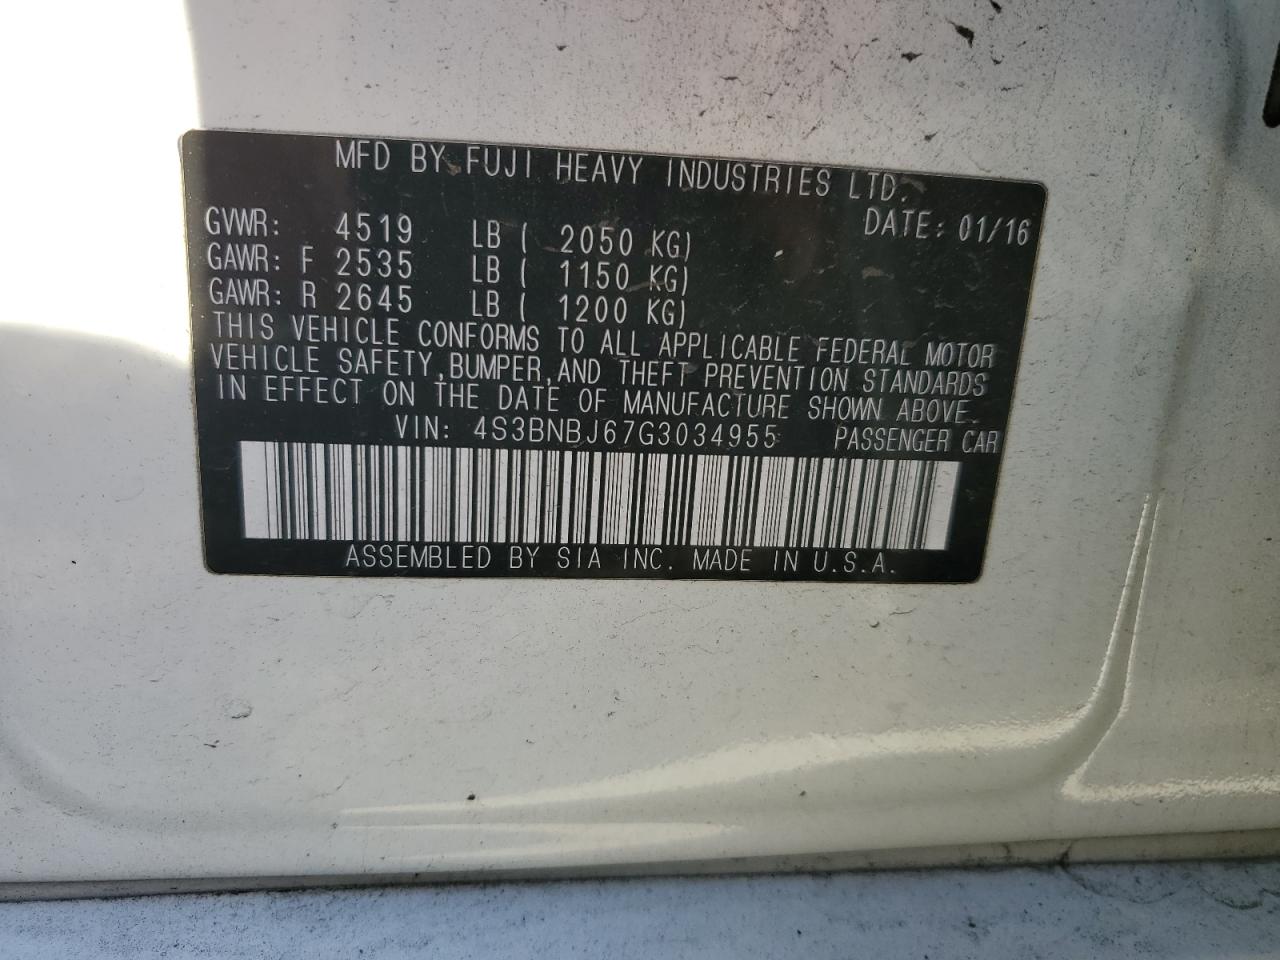 MFD BY FUJI HEAVY INDUSTRIES LTD.
DATE: 01/16
GVWR: 4519 LB ( 2050 KG)
GAWR: F 2535 LB ( 1150 KG)
GAWR: R 2645 LB ( 1200 KG)
THIS VEHICLE CONFORMS TO ALL APPLICABLE FEDERAL MOTOR
VEHICLE SAFETY, BUMPER, AND THEFT PREVENTION STANDARDS
IN EFFECT ON THE DATE OF MANUFACTURE SHOWN ABOVE.
VIN: 4S3BNBJ67G3034955 PASSENGER CAR
ASSEMBLED BY SIA INC. MADE IN U.S.A.